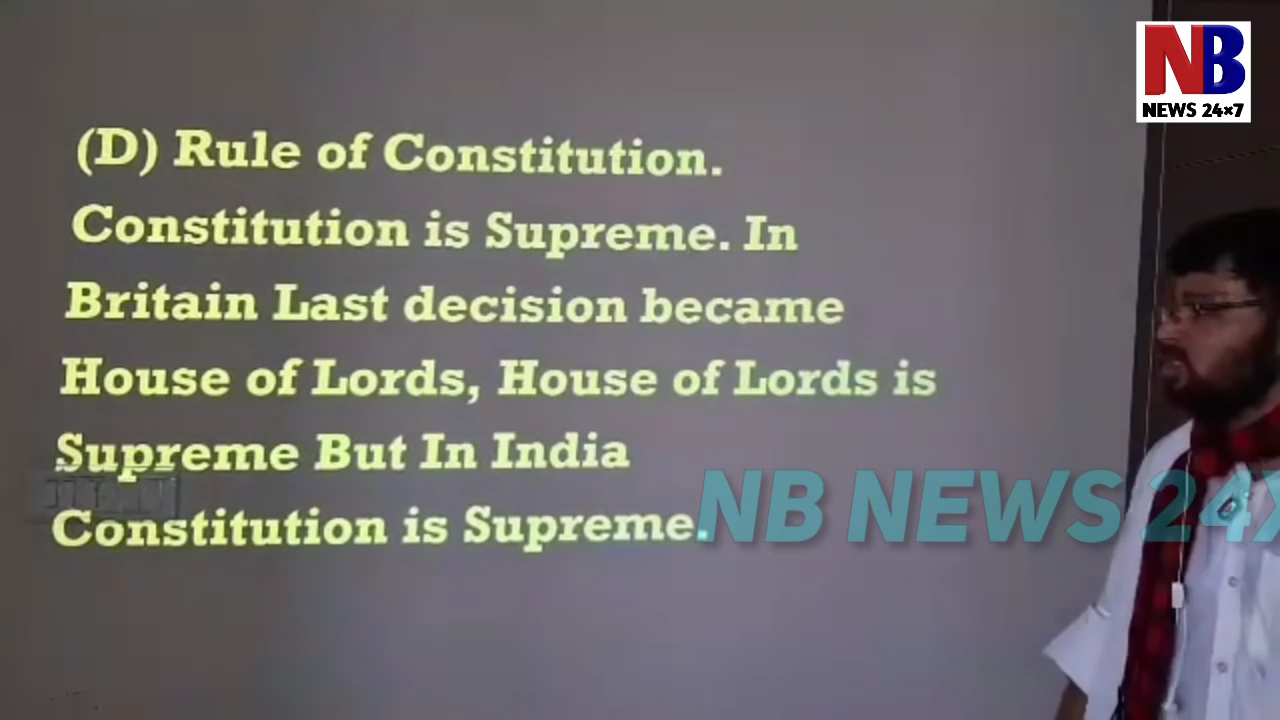 NB
NEWS 24×7
(D) Rule of Constitution.
Constitution is Supreme. In
Britain Last decision became
House of Lords, House of Lords is
Supreme But In India
Constitution is Supreme.
NB NEWS 24X